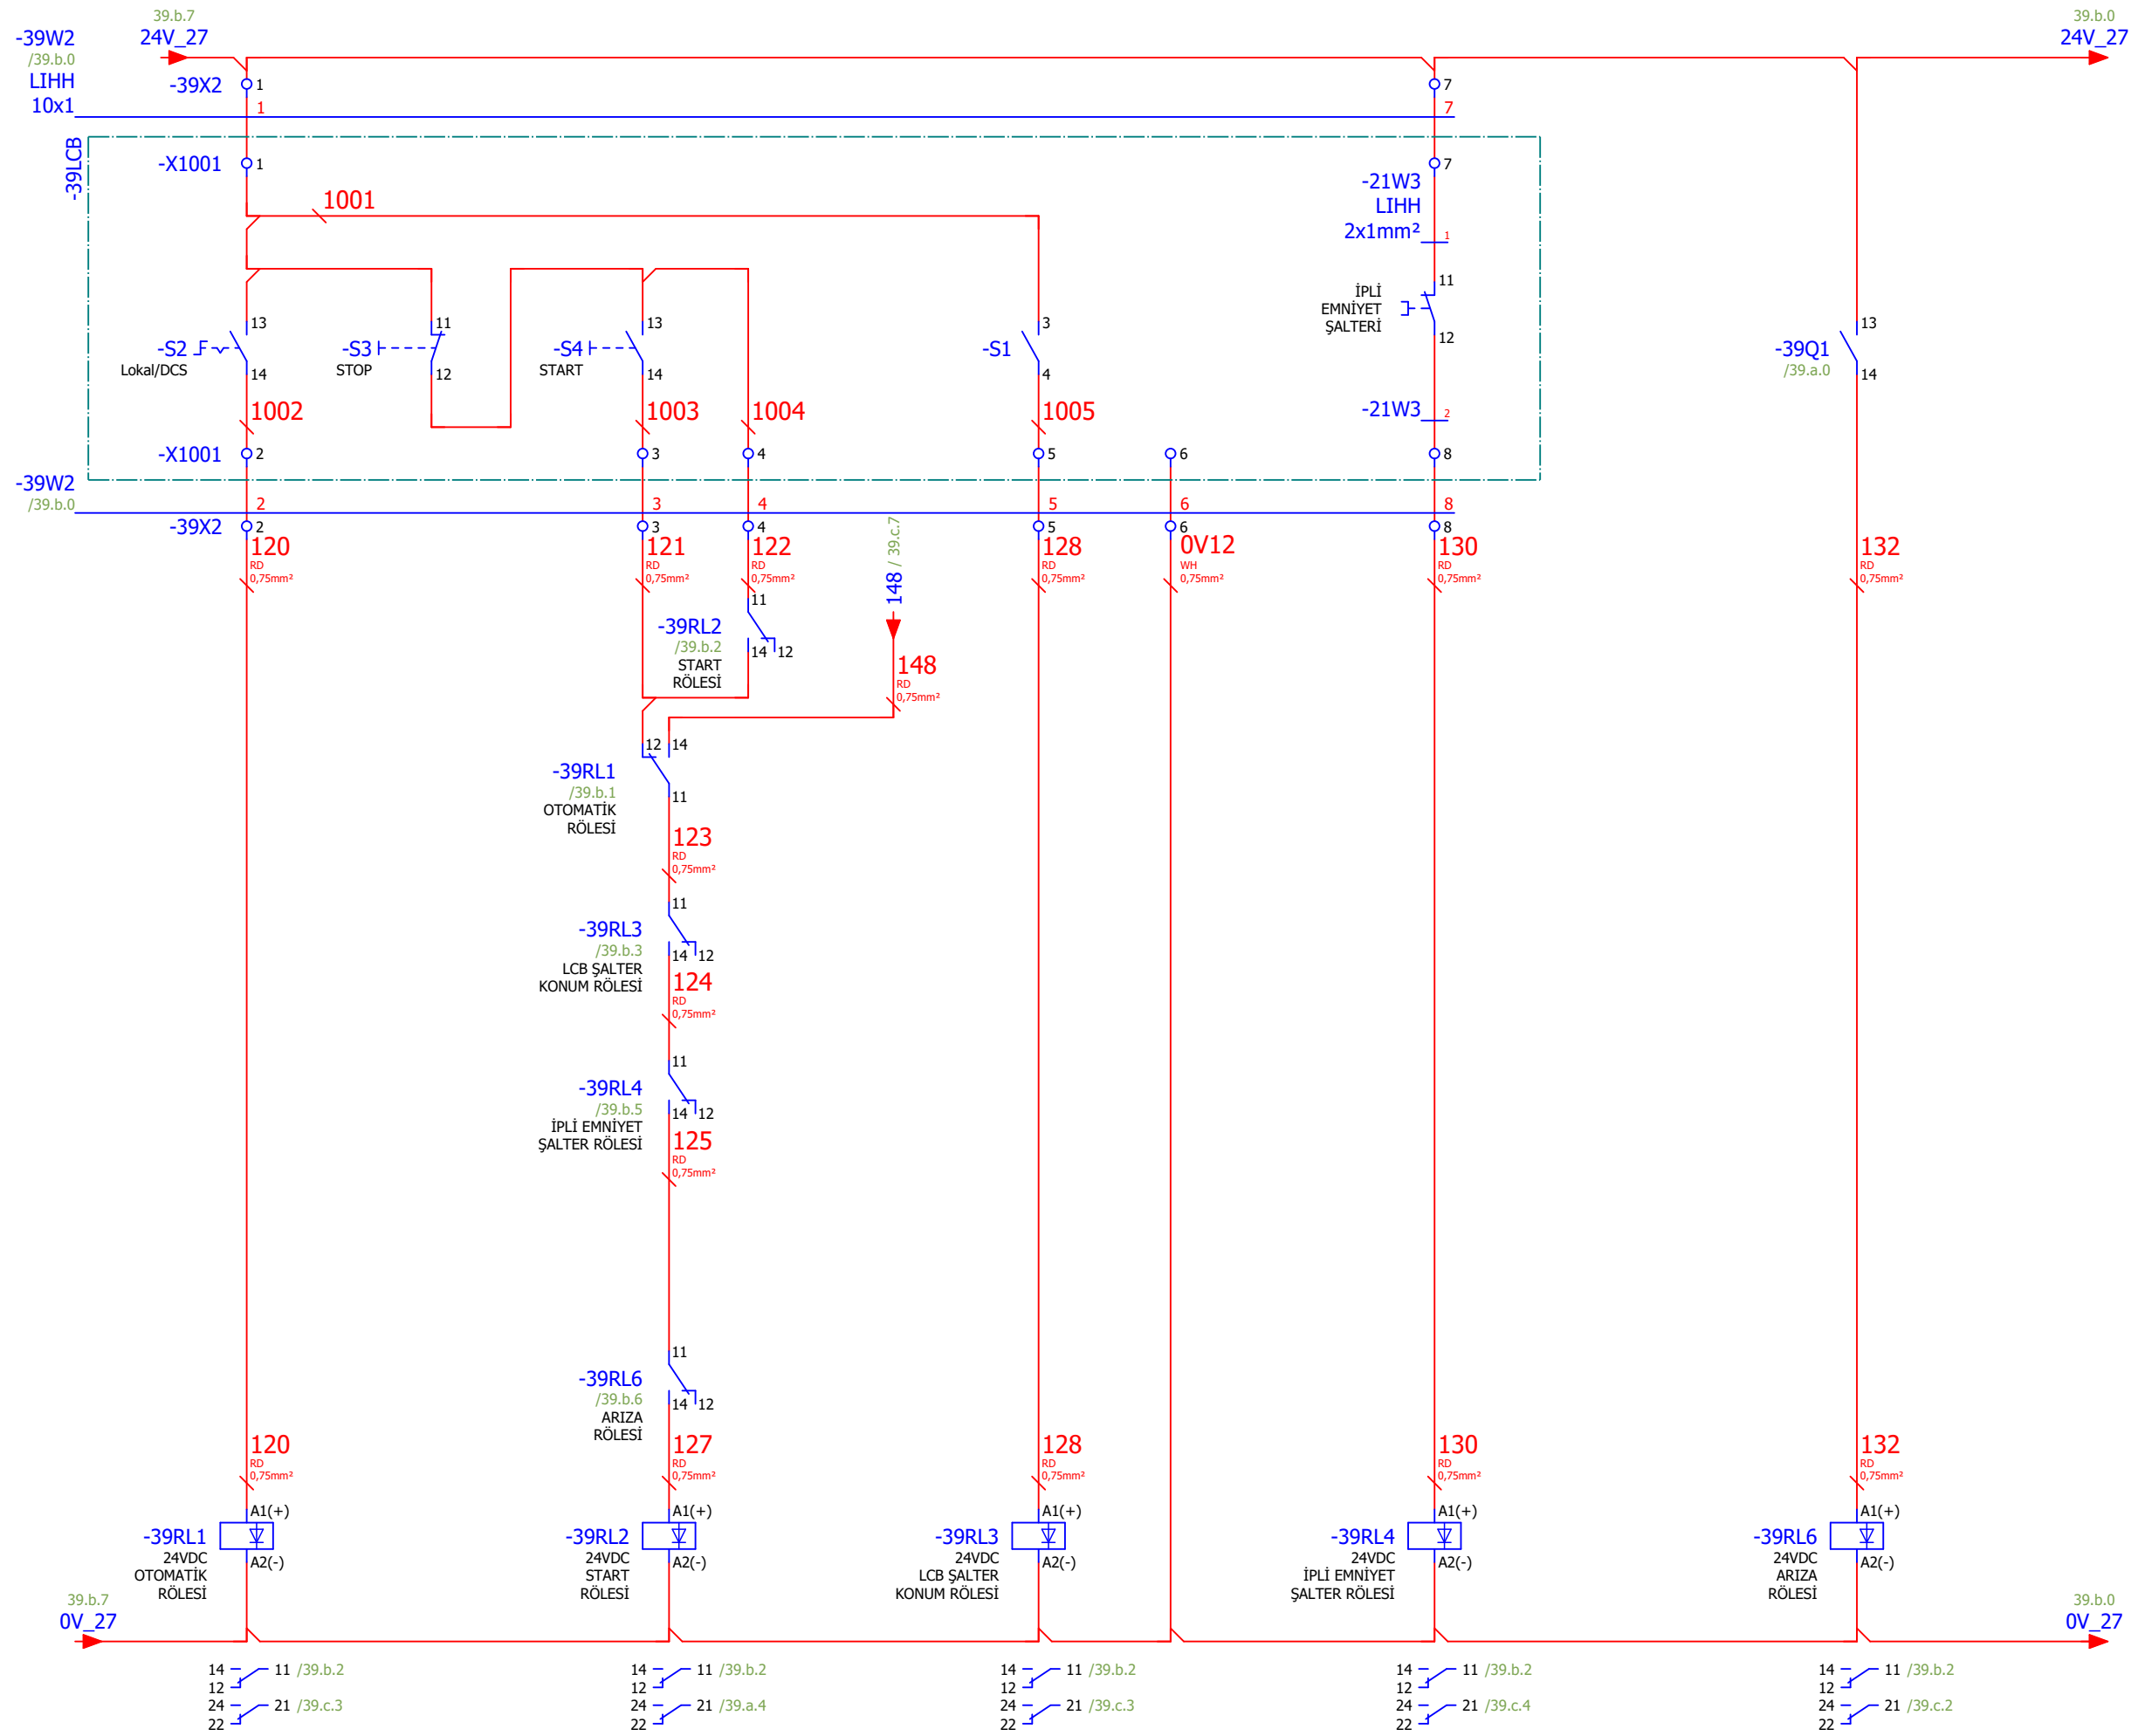 39.b.7
24V_27
39.b.0
24V_27
-39W2
/39.b.0
LIHH
10x1
-39X2
1
7
1
7
-39LCB
-X1001
1
7
1001
-21W3
LIHH
2x1mm²
1
11
İPLİ
EMNİYET
ŞALTERİ
12
-S2
Lokal/DCS
13
14
-S3
STOP
11
12
-S4
START
13
14
-S1
3
4
-39Q1
/39.a.0
13
14
1002
1003
1004
1005
-21W3
2
-X1001
2
3
4
5
6
8
-39W2
/39.b.0
2
3
4
5
6
8
-39X2
2
3
4
5
6
8
120
RD
0,75mm²
121
RD
0,75mm²
122
RD
0,75mm²
148 / 39.c.7
128
RD
0,75mm²
0V12
WH
0,75mm²
130
RD
0,75mm²
132
RD
0,75mm²
-39RL2
/39.b.2
START
RÖLESİ
11
14
12
148
RD
0,75mm²
12
14
-39RL1
/39.b.1
OTOMATİK
RÖLESİ
11
123
RD
0,75mm²
11
-39RL3
/39.b.3
LCB ŞALTER
KONUM RÖLESİ
14
12
124
RD
0,75mm²
11
-39RL4
/39.b.5
İPLİ EMNİYET
ŞALTER RÖLESİ
14
12
125
RD
0,75mm²
11
-39RL6
/39.b.6
ARIZA
RÖLESİ
14
12
120
RD
0,75mm²
127
RD
0,75mm²
128
RD
0,75mm²
130
RD
0,75mm²
132
RD
0,75mm²
-39RL1
24VDC
OTOMATİK
RÖLESİ
A1(+)
A2(-)
-39RL2
24VDC
START
RÖLESİ
A1(+)
A2(-)
-39RL3
24VDC
LCB ŞALTER
KONUM RÖLESİ
A1(+)
A2(-)
-39RL4
24VDC
İPLİ EMNİYET
ŞALTER RÖLESİ
A1(+)
A2(-)
-39RL6
24VDC
ARIZA
RÖLESİ
A1(+)
A2(-)
39.b.7
0V_27
39.b.0
0V_27
14 11 /39.b.2
12
24 21 /39.c.3
22
14 11 /39.b.2
12
24 21 /39.a.4
22
14 11 /39.b.2
12
24 21 /39.c.3
22
14 11 /39.b.2
12
24 21 /39.c.4
22
14 11 /39.b.2
12
24 21 /39.c.2
22